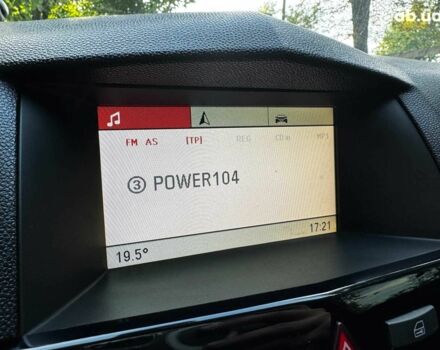 FM AS [TP] REG CD in MP3
③ POWER104
19.5° 17:21